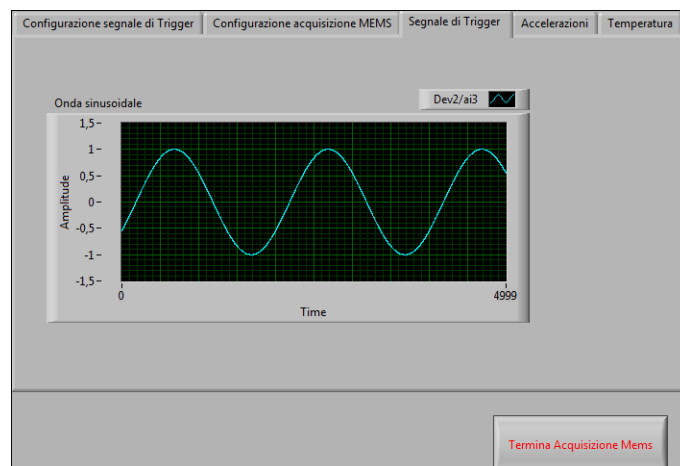 Configurazione segnale di Trigger Configurazione acquisizione MEMS Segnale di Trigger Accelerazioni Temperatura
Onda sinusoidale Dev2/ai3
1,5
1
0,5
0
-0,5
-1
-1,5
Amplitude
0 4999
Time
Termina Acquisizione Mems